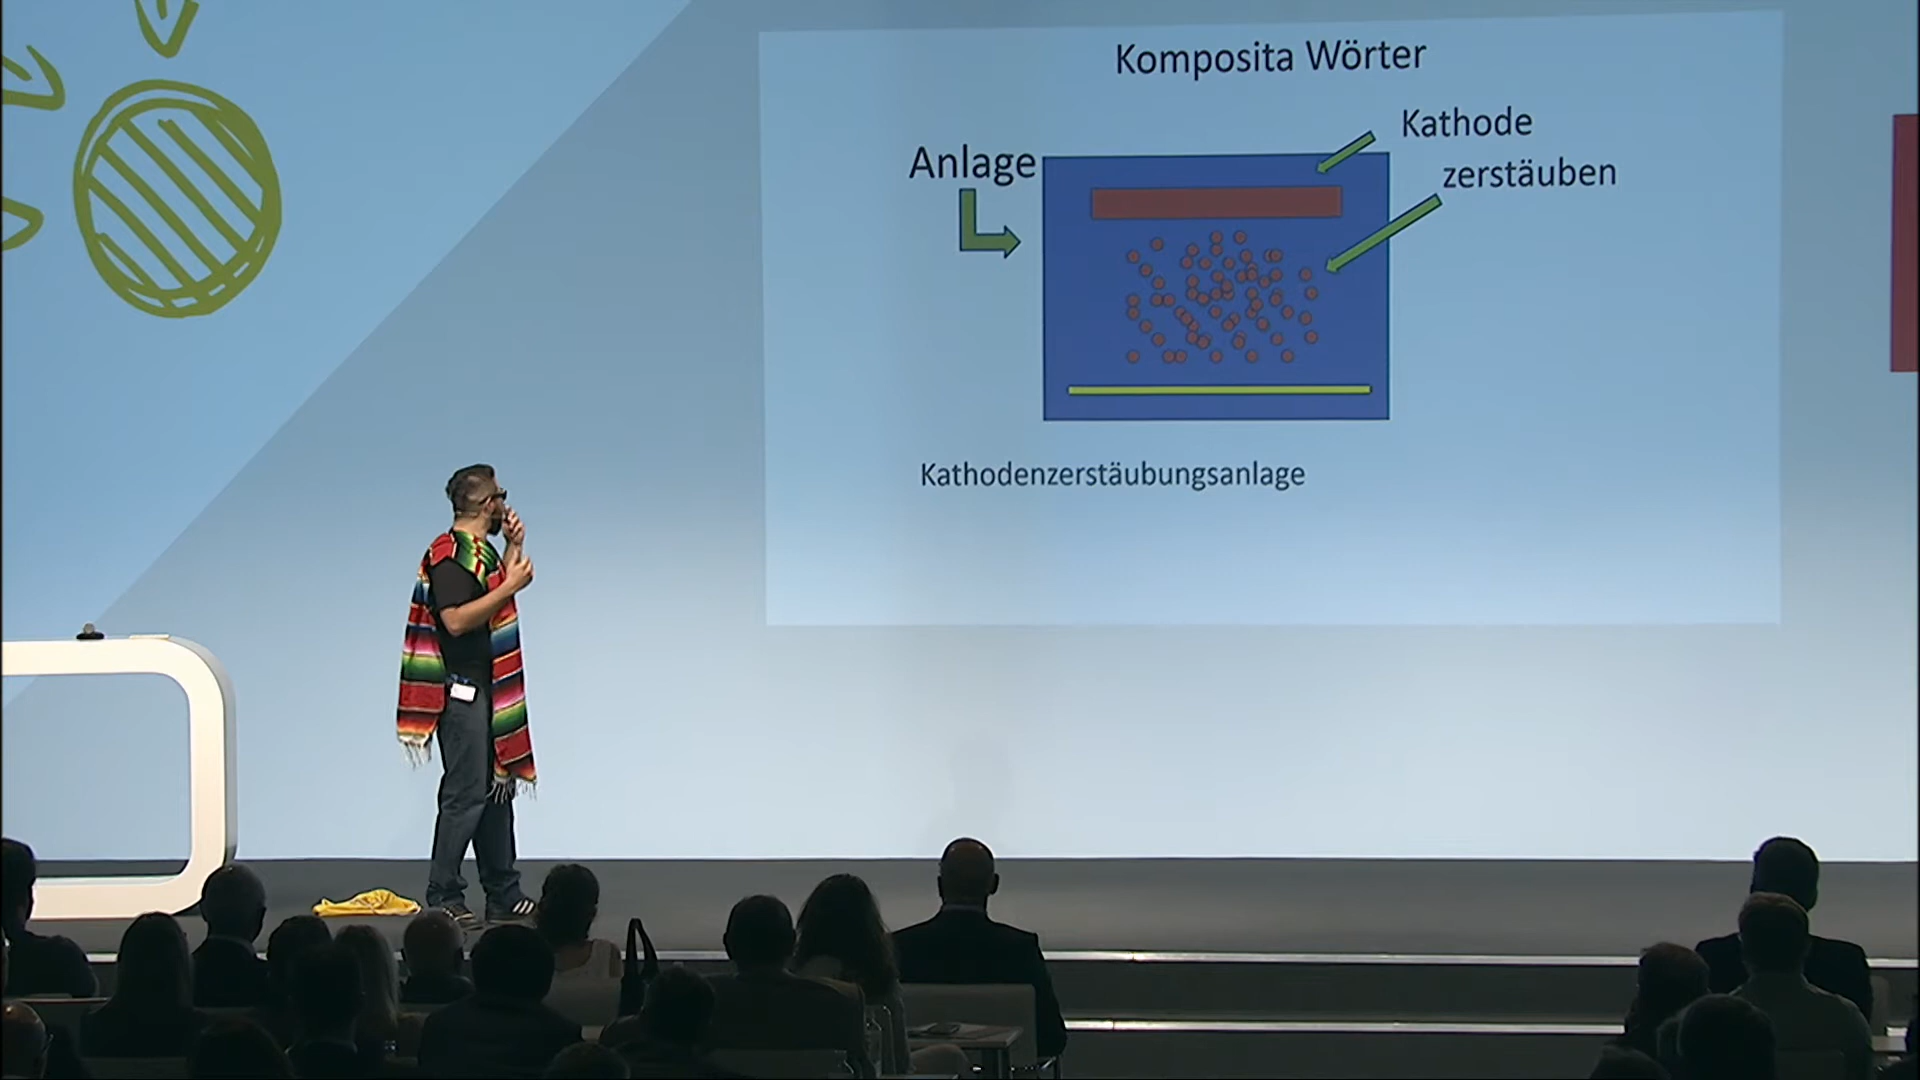 Komposita Wörter
Kathode
Anlage
zerstäuben
Kathodenzerstäubungsanlage